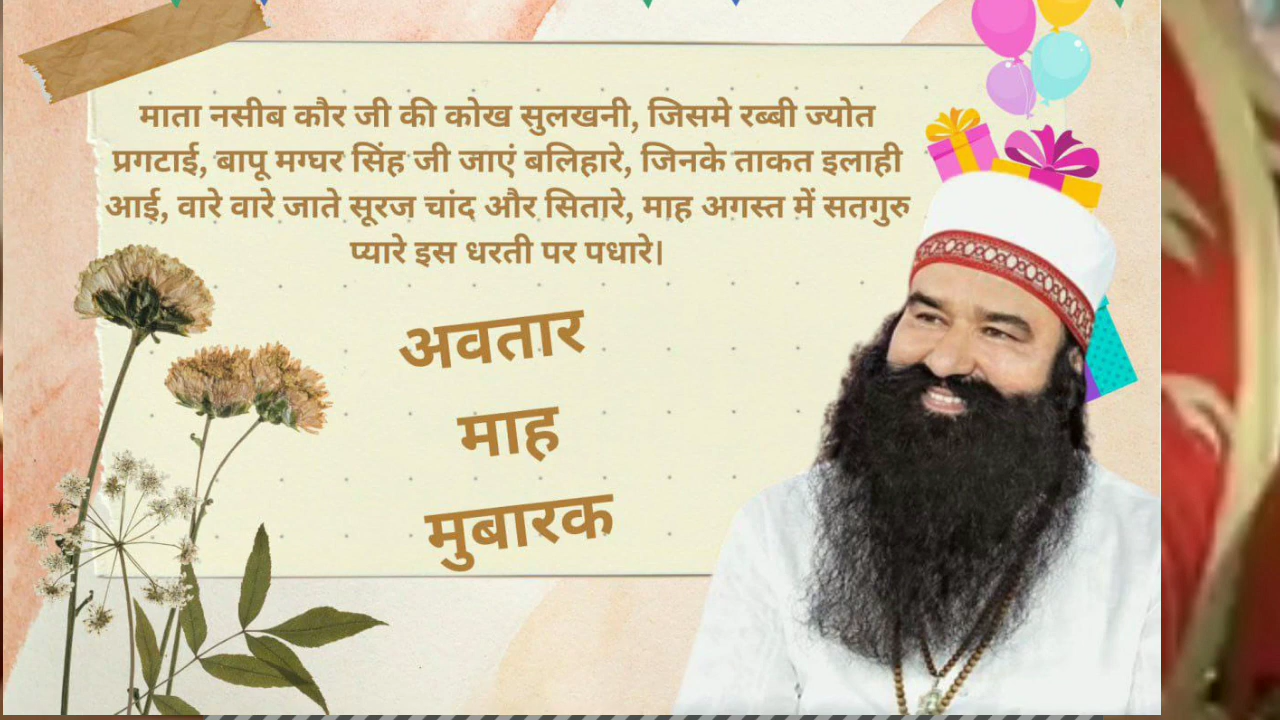 माता नसीब कौर जी की कोख सुलखनी, जिसमे रब्बी ज्योत
प्रगटाई, बापू मग्घर सिंह जी जाएं बलिहारे, जिनके ताकत इलाही
आई, वारे वारे जाते सूरज चांद और सितारे, माह अगस्त में सतगुरु
प्यारे इस धरती पर पधारे।
अवतार
माह
मुबारक